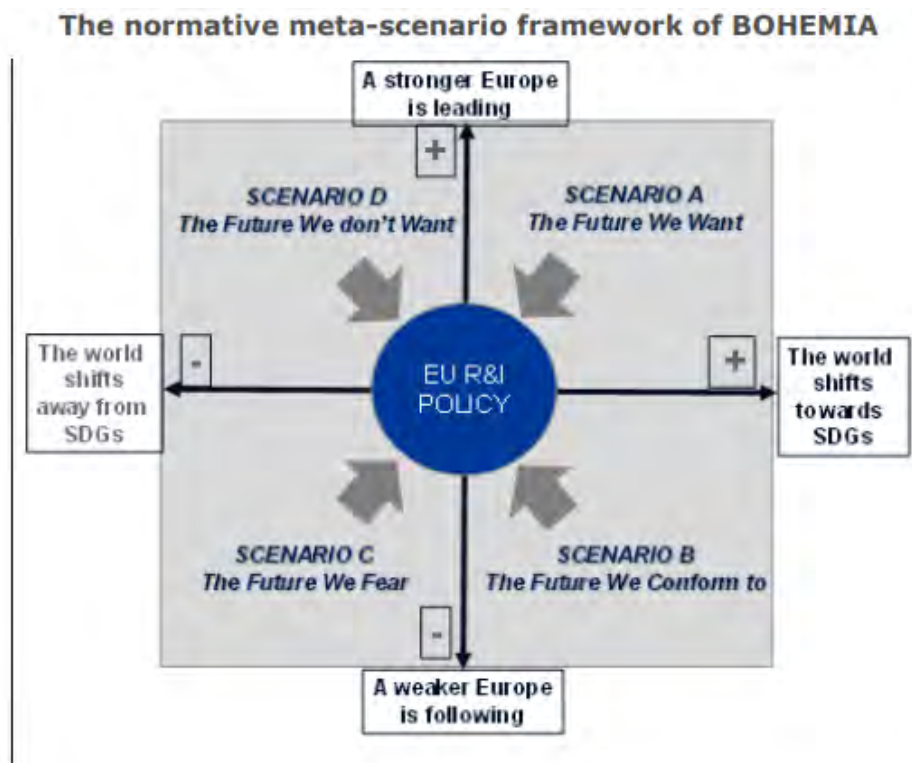 The normative meta-scenario framework of BOHEMIA
A stronger Europe
is leading
+
SCENARIO D
The Future We don't Want
SCENARIO A
The Future We Want
The world
shifts
away from
SDGs
-
EU R&I
POLICY
+
The world
shifts
towards
SDGs
SCENARIO C
The Future We Fear
SCENARIO B
The Future We Conform to
-
A weaker Europe
is following